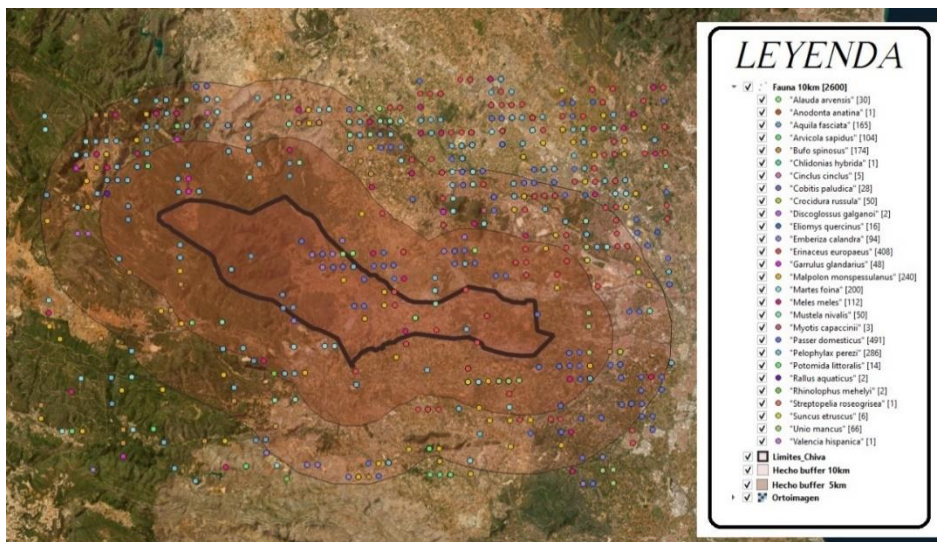 LEYENDA
Fauna 10km [2600]
"Alauda arvensis" [30]
"Anodonta anatina" [1]
"Aquila fasciata" [165]
"Arvicola sapidus" [104]
"Bufo spinosus" [174]
"Chlidonias hybrida" [1]
"Cinclus cinclus" [5]
"Cobitis paludica" [28]
"Crocidura russula" [50]
"Discoglossus galganoi" [2]
"Eliomys quercinus" [16]
"Emberiza calandra" [94]
"Erinaceus europaeus" [408]
"Garrulus glandarius" [48]
"Malpolon monspessulanus" [240]
"Martes foina" [200]
"Meles meles" [112]
"Mustela nivalis" [50]
"Myotis capaccinii" [3]
"Passer domesticus" [491]
"Pelophylax perezi" [286]
"Potomida littoralis" [14]
"Rallus aquaticus" [2]
"Rhinolophus mehelyi" [2]
"Streptopelia roseogrisea" [1]
"Suncus etruscus" [6]
"Unio mancus" [66]
"Valencia hispanica" [1]
Limites_Chiva
Hecho buffer 10km
Hecho buffer 5km
Ortoimagen